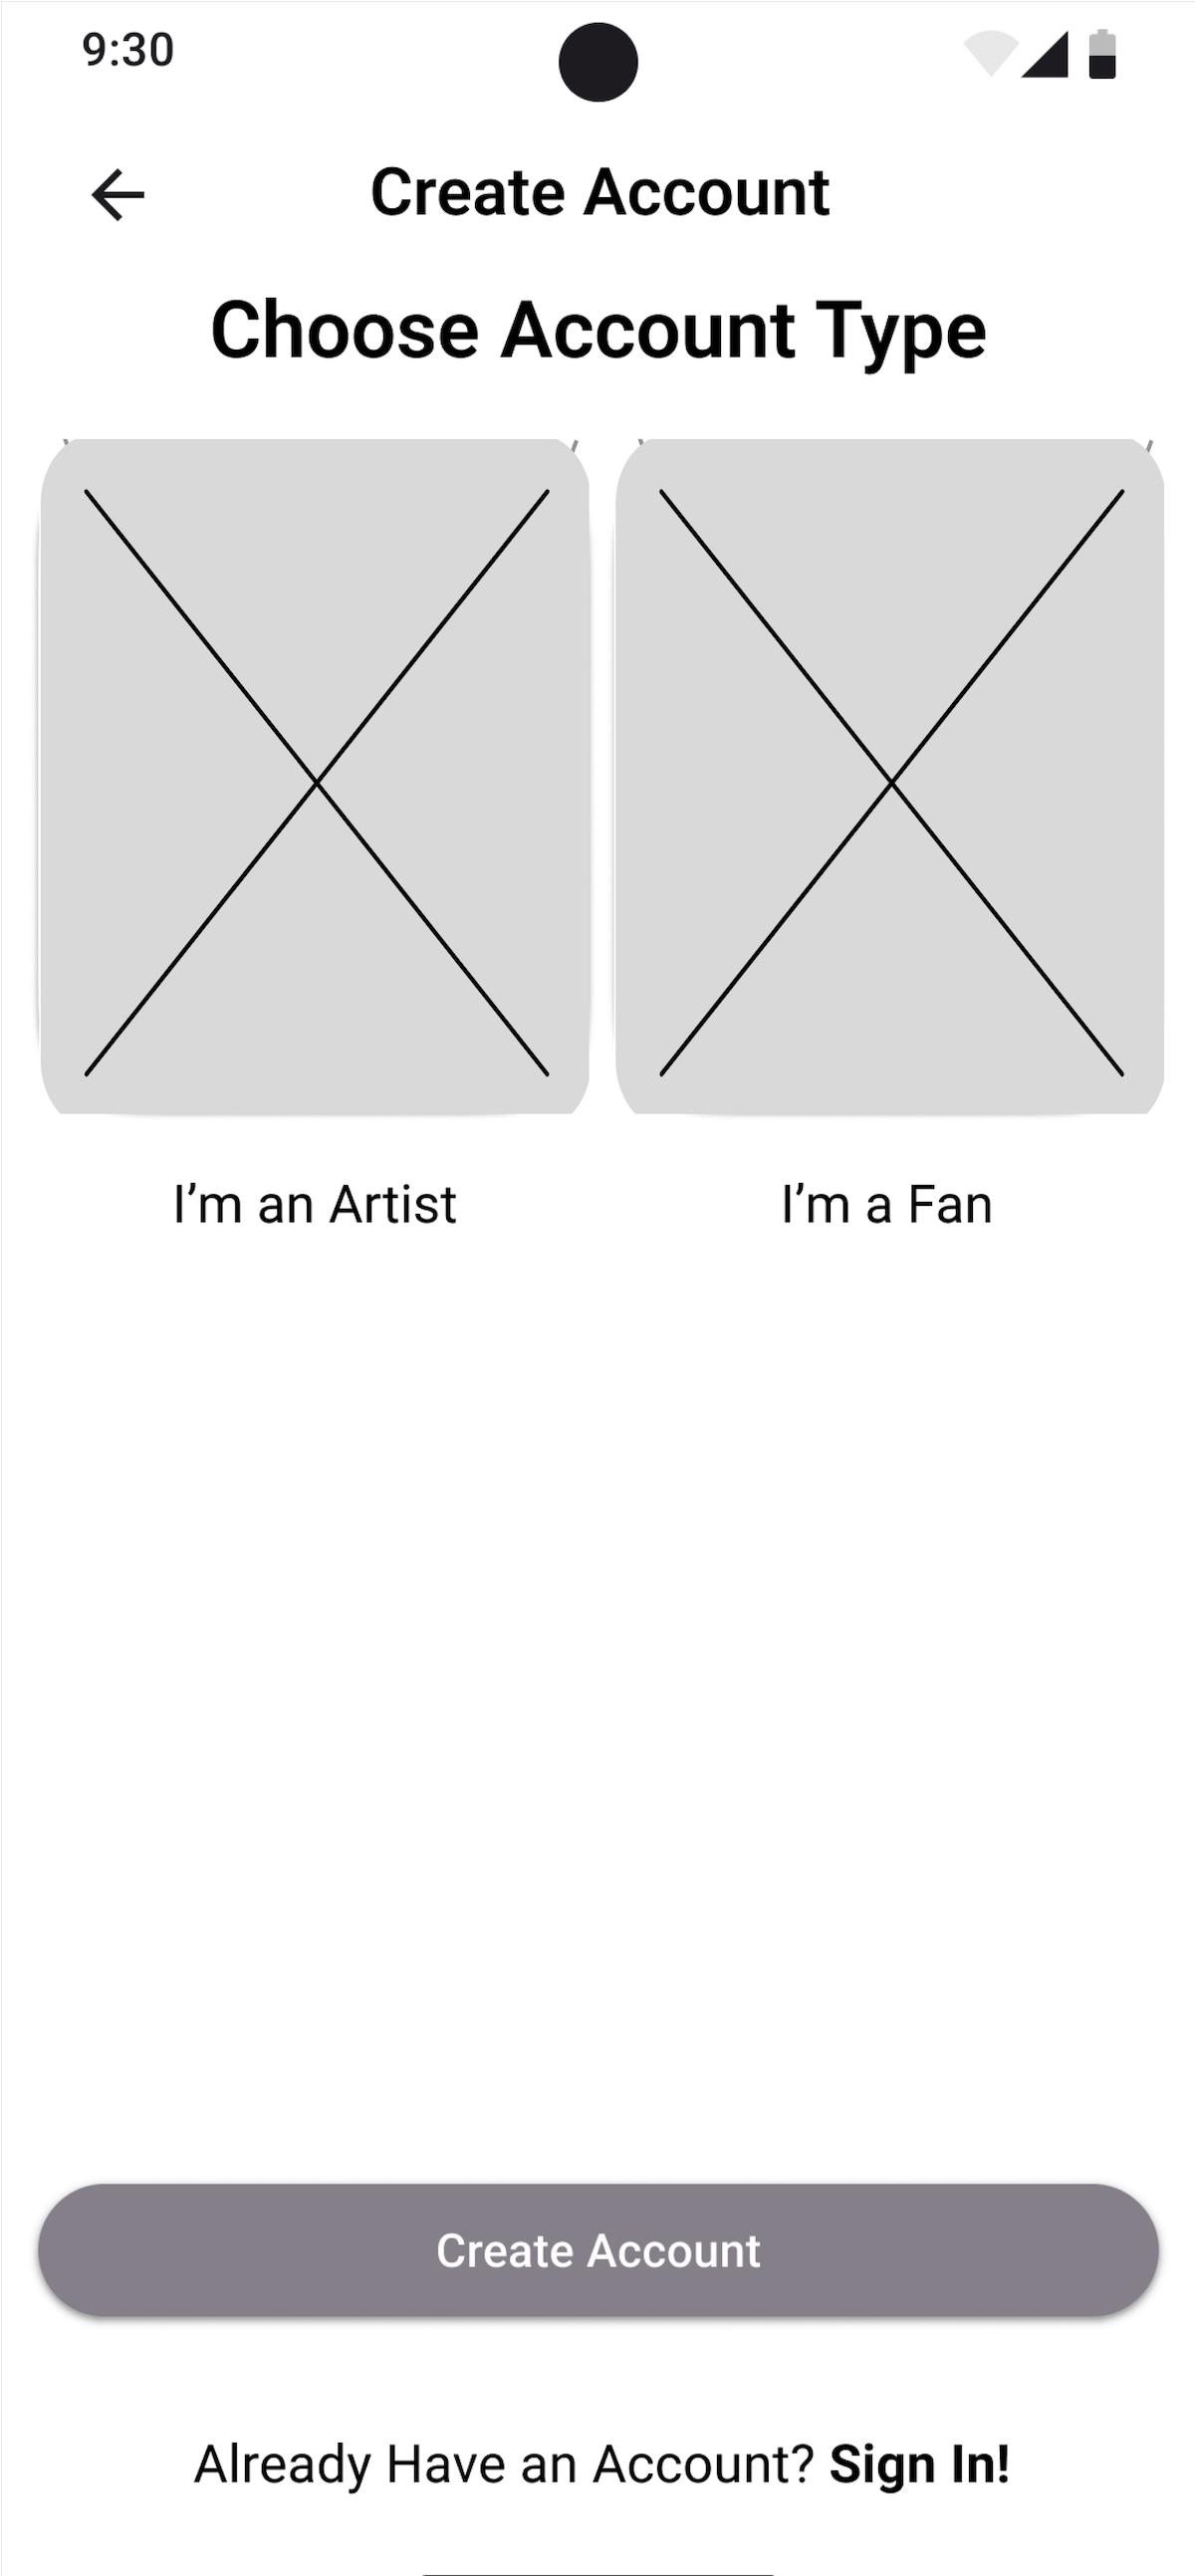 9:30
Create Account
Choose Account Type
I’m an Artist
I’m a Fan
Create Account
Already Have an Account? Sign In!